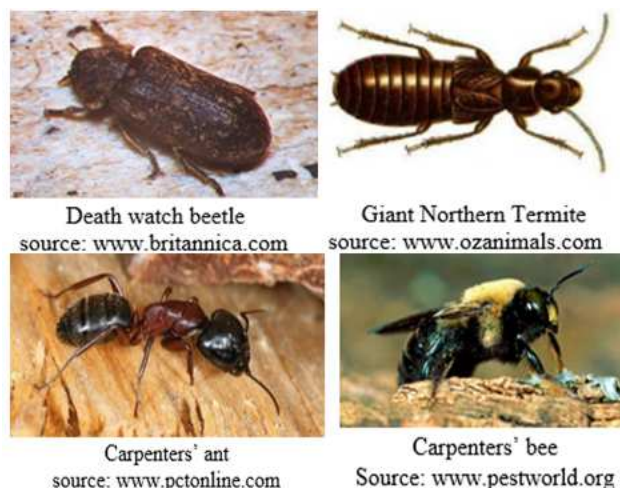 Death watch beetle
source: www.britannica.com
Giant Northern Termite
source: www.ozanimals.com
Carpenters' ant
source: www.pctonline.com
Carpenters' bee
Source: www.pestworld.org